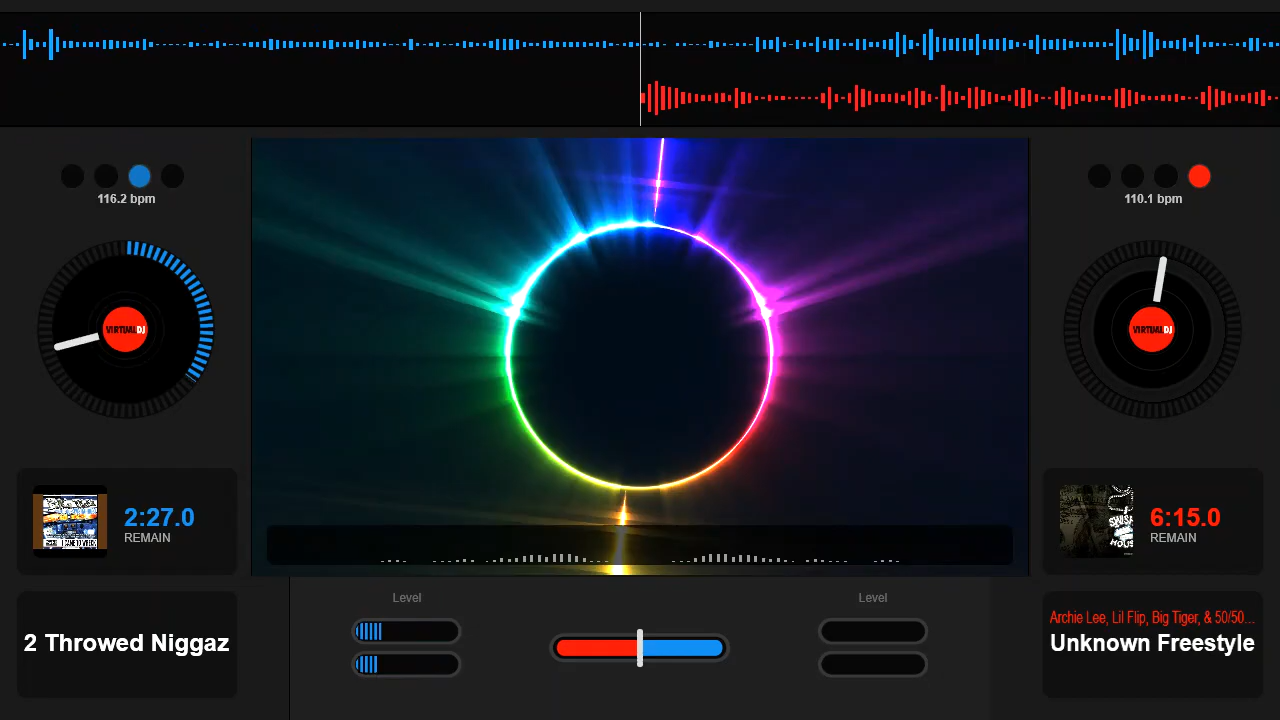 116.2 bpm
110.1 bpm
VIRTUALDJ
VIRTUALDJ
2:27.0
REMAIN
6:15.0
REMAIN
Level
Level
2 Throwed Niggaz
Archie Lee, Lil Flip, Big Tiger, & 50/50...
Unknown Freestyle